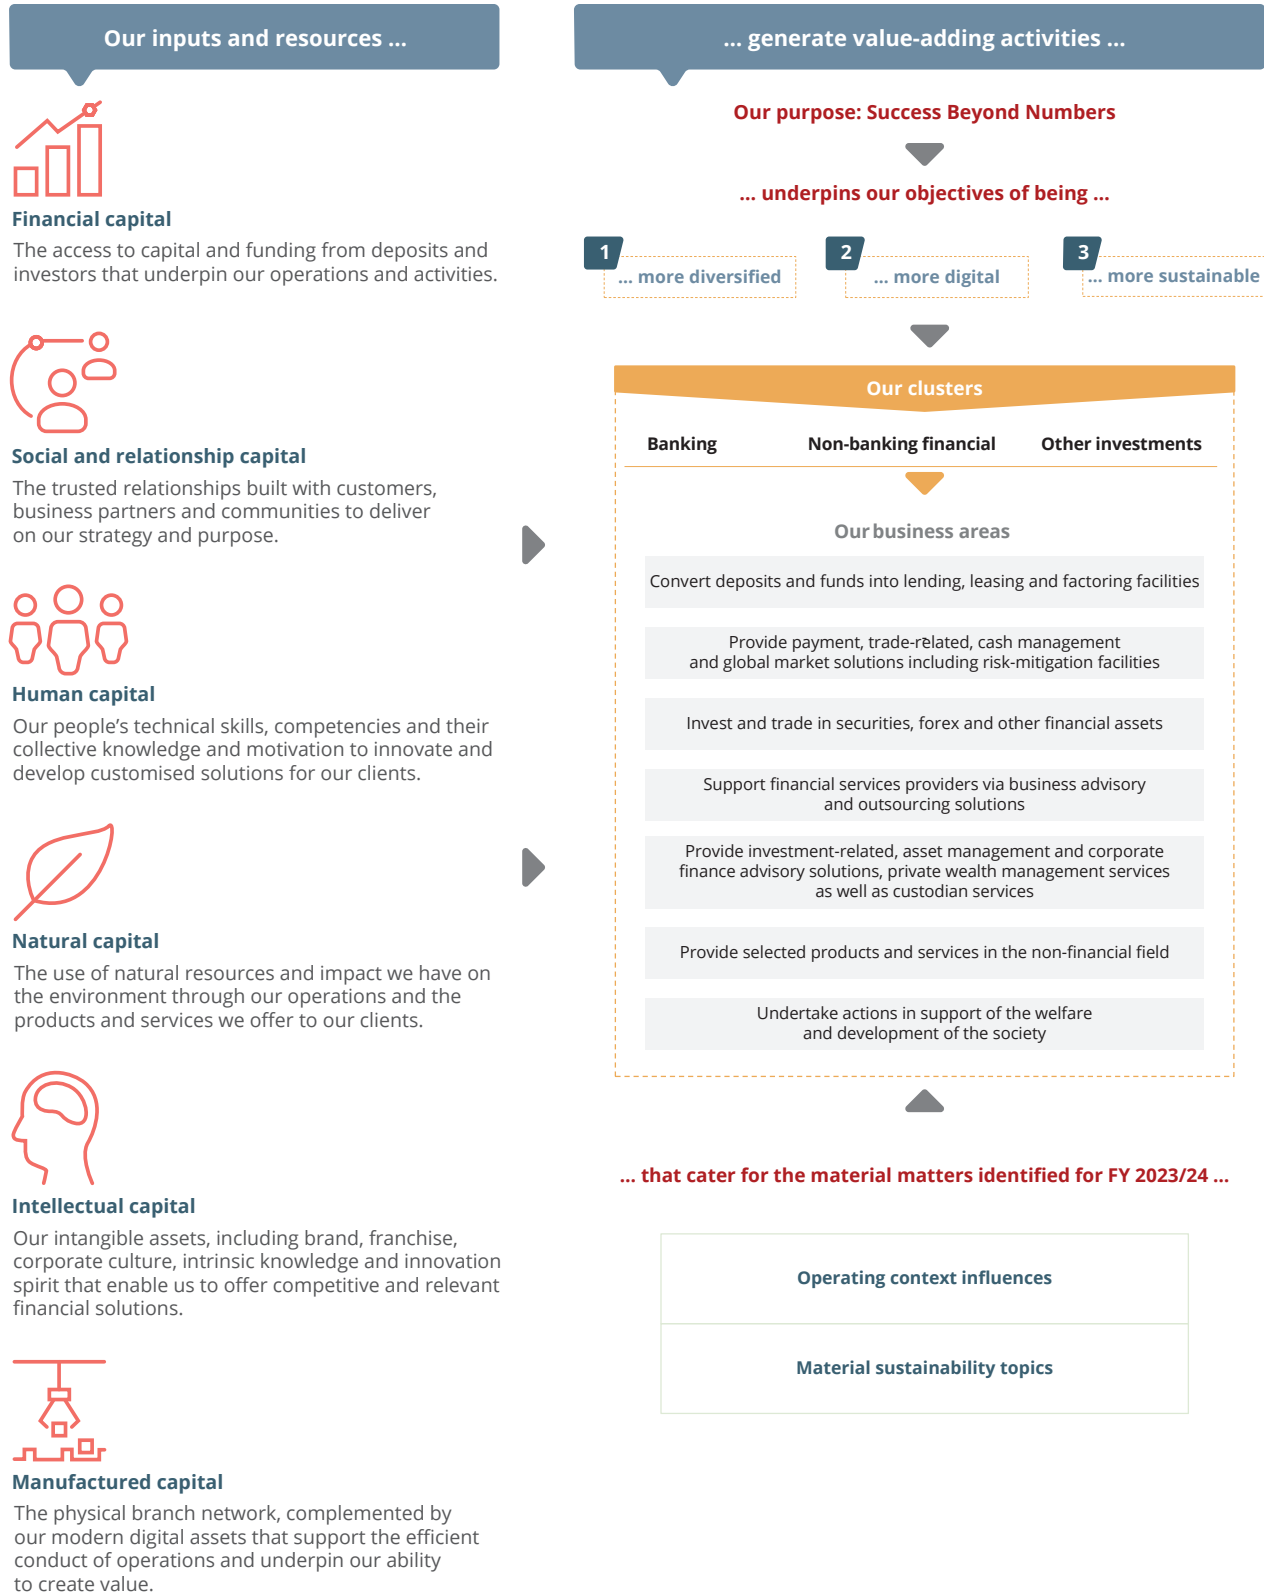 Our inputs and resources ...
Financial capital
The access to capital and funding from deposits and
investors that underpin our operations and activities.
Social and relationship capital
The trusted relationships built with customers,
business partners and communities to deliver
on our strategy and purpose.
Human capital
Our people’s technical skills, competencies and their
collective knowledge and motivation to innovate and
develop customised solutions for our clients.
Natural capital
The use of natural resources and impact we have on
the environment through our operations and the
products and services we offer to our clients.
Intellectual capital
Our intangible assets, including brand, franchise,
corporate culture, intrinsic knowledge and innovation
spirit that enable us to offer competitive and relevant
financial solutions.
Manufactured capital
The physical branch network, complemented by
our modern digital assets that support the efficient
conduct of operations and underpin our ability
to create value.
... generate value-adding activities ...
Our purpose: Success Beyond Numbers
... underpins our objectives of being ...
1
... more diversified
2
... more digital
3
... more sustainable
Our clusters
Banking Non-banking financial Other investments
Our business areas
Convert deposits and funds into lending, leasing and factoring facilities
Provide payment, trade-related, cash management
and global market solutions including risk-mitigation facilities
Invest and trade in securities, forex and other financial assets
Support financial services providers via business advisory
and outsourcing solutions
Provide investment-related, asset management and corporate
finance advisory solutions, private wealth management services
as well as custodian services
Provide selected products and services in the non-financial field
Undertake actions in support of the welfare
and development of the society
... that cater for the material matters identified for FY 2023/24 ...
Operating context influences
Material sustainability topics